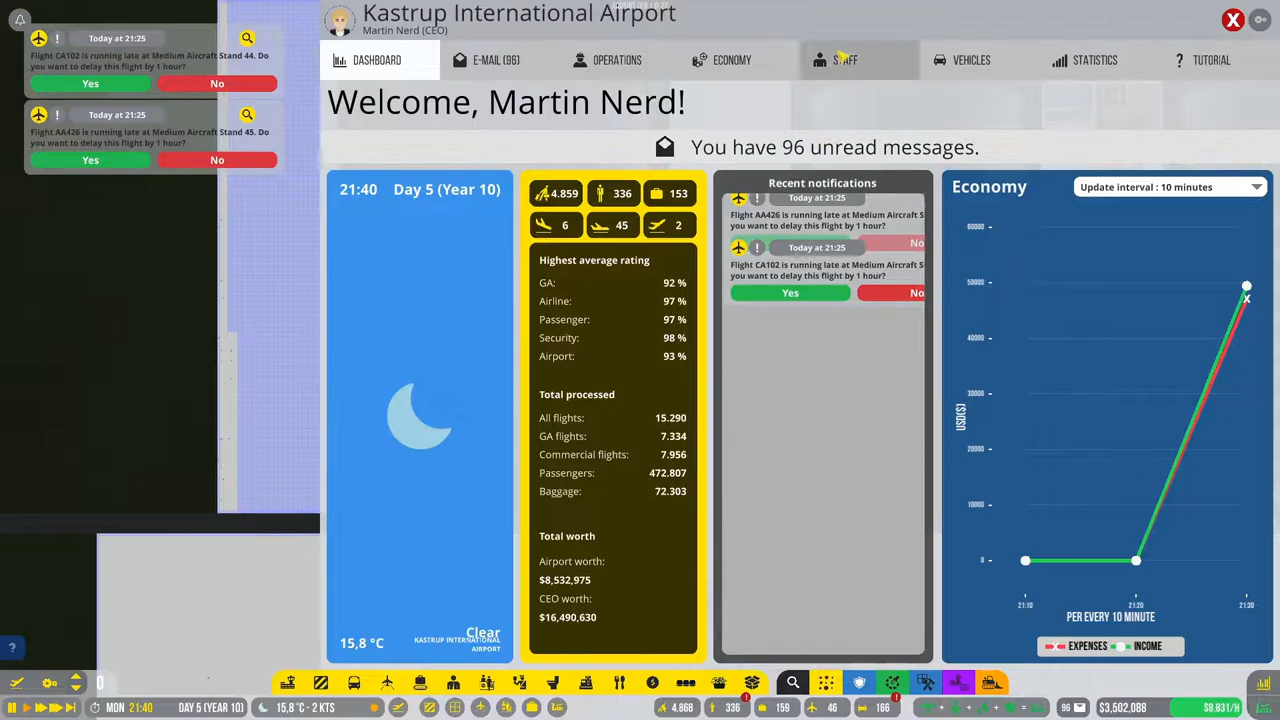 Kastrup International Airport
Martin Nerd (CEO)
Today at 21:25
Flight CA102 is running late at Medium Aircraft Stand 44. Do
you want to delay this flight by 1 hour?
Yes
No
Today at 21:25
Flight AA426 is running late at Medium Aircraft Stand 45. Do
you want to delay this flight by 1 hour?
Yes
No
DASHBOARD
E-MAIL (96)
OPERATIONS
ECONOMY
STAFF
VEHICLES
STATISTICS
TUTORIAL
Welcome, Martin Nerd!
You have 96 unread messages.
21:40
Day 5 (Year 10)
15,8 °C
Clear
KASTRUP INTERNATIONAL
AIRPORT
4.859
336
153
6
45
2
Highest average rating
GA: 92 %
Airline: 97 %
Passenger: 97 %
Security: 98 %
Airport: 93 %
Total processed
All flights: 15.290
GA flights: 7.334
Commercial flights: 7.956
Passengers: 472.807
Baggage: 72.303
Total worth
Airport worth:
$8,532,975
CEO worth:
$16,490,630
Recent notifications
Today at 21:25
Flight AA426 is running late at Medium Aircraft S
you want to delay this flight by 1 hour?
No
Today at 21:25
Flight CA102 is running late at Medium Aircraft S
you want to delay this flight by 1 hour?
Yes
No
Economy
Update interval : 10 minutes
60000
50000
40000
30000
20000
10000
0
USD($)
21:10
21:20
21:30
PER EVERY 10 MINUTE
EXPENSES
INCOME
0
MON 21:40
DAY 5 (YEAR 10)
15,8 °C - 2 KTS
4.868
336
159
46
166
96
$3,502,088
$8,831/H